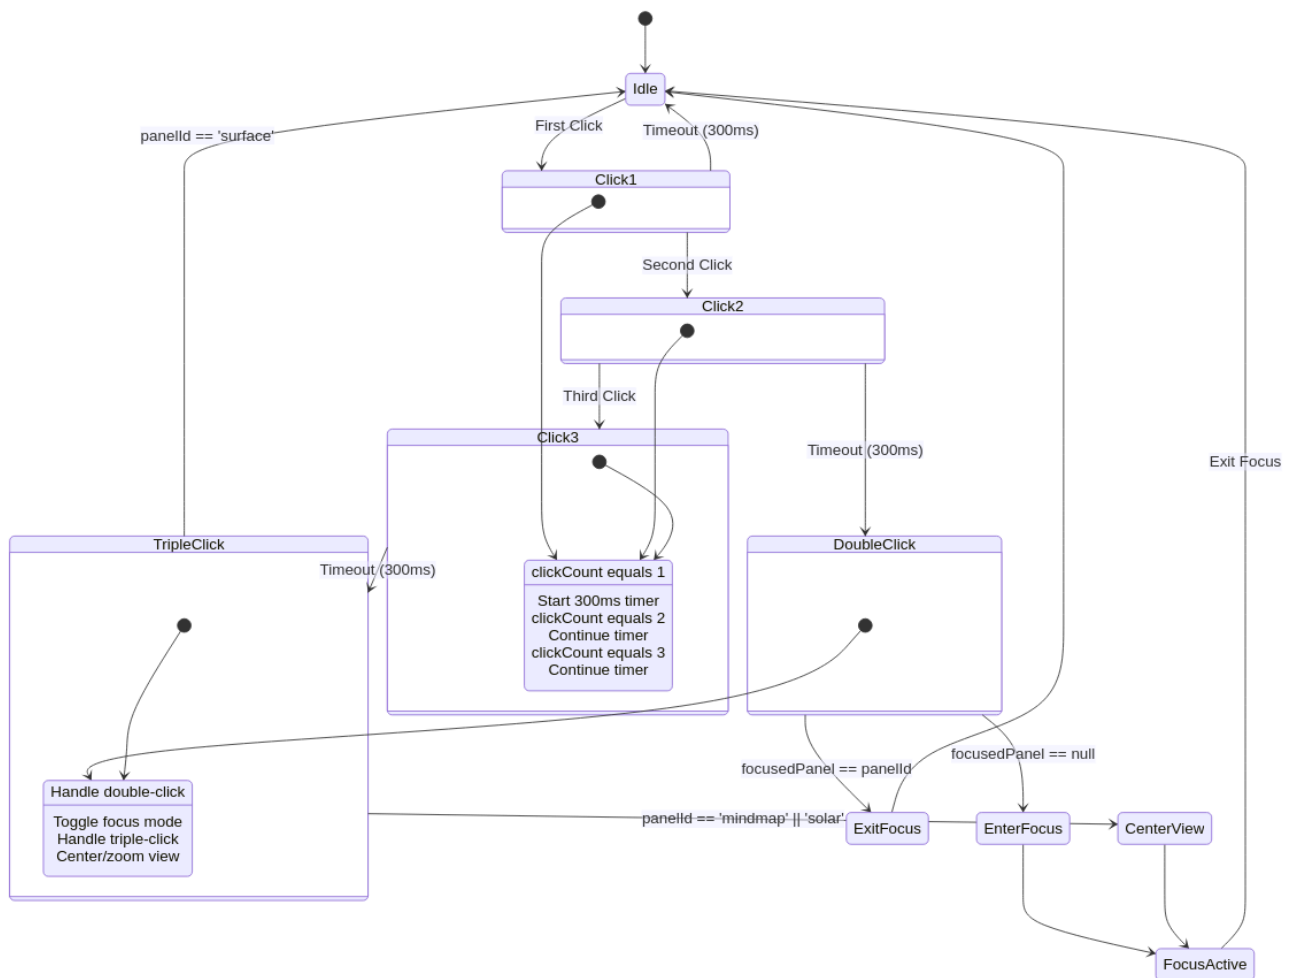 Idle
First Click
Timeout (300ms)
panelId == 'surface'
Click1
Second Click
Click2
Third Click
Timeout (300ms)
Click3
Exit Focus
TripleClick
DoubleClick
Timeout (300ms)
clickCount equals 1
Start 300ms timer
clickCount equals 2
Continue timer
clickCount equals 3
Continue timer
focusedPanel == null
focusedPanel == panelId
Handle double-click
Toggle focus mode
Handle triple-click
Center/zoom view
panelId == 'mindmap' || 'solar'
ExitFocus
EnterFocus
CenterView
FocusActive